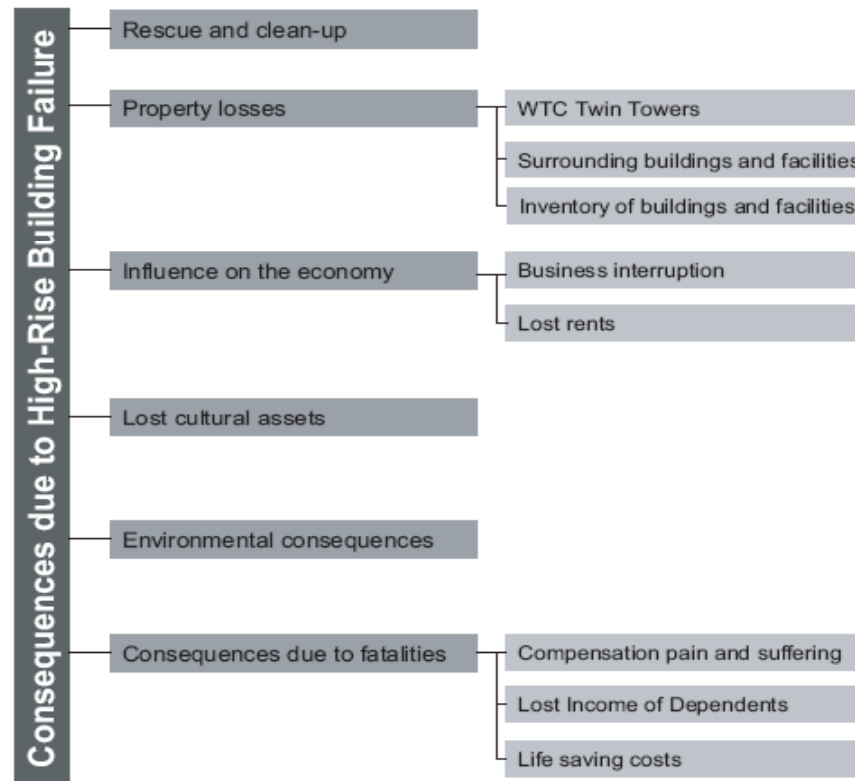 Consequences due to High-Rise Building Failure
Rescue and clean-up
Property losses
WTC Twin Towers
Surrounding buildings and facilities
Inventory of buildings and facilities
Influence on the economy
Business interruption
Lost rents
Lost cultural assets
Environmental consequences
Consequences due to fatalities
Compensation pain and suffering
Lost Income of Dependents
Life saving costs